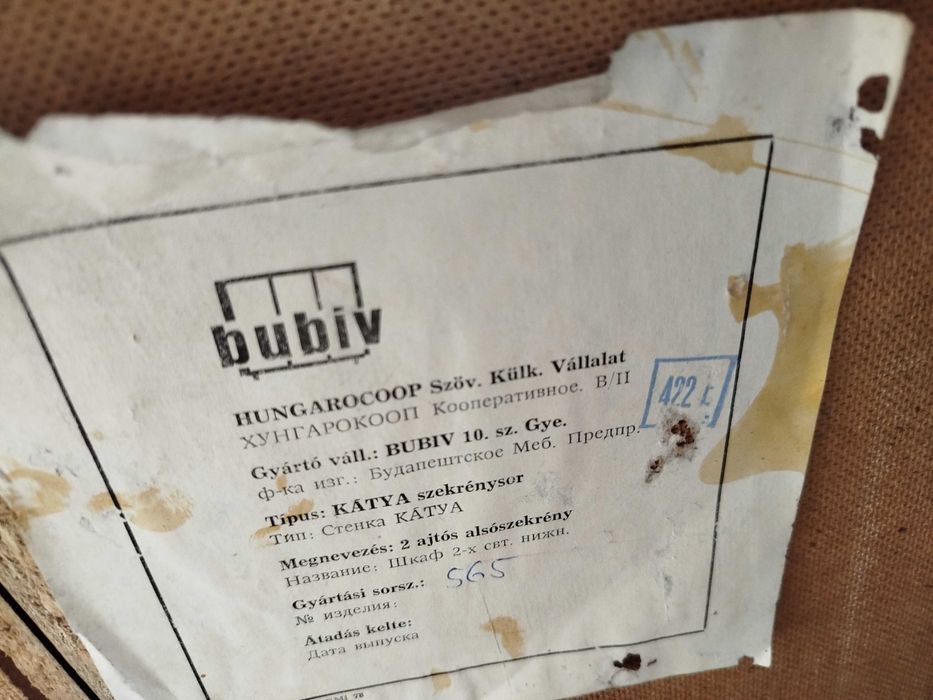 bubiv
HUNGAROCOOP Szöv. Külk. Vállalat
ХУНГАРОКООП Кооперативное. В/П
422
Gyártó váll.: BUBIV 10. sz. Gye.
ф-ка изг.: Будапештское Меб. Предпр.
Típus: KÁTYA szekrénysor
Тип: Стенка KÁTYA
Megnevezés: 2 ajtós alsószekrény
Название: Шкаф 2-х свт. нижн.
Gyártási sorsz.: 565
№ изделия:
Átadás kelte:
Дата выпуска
78